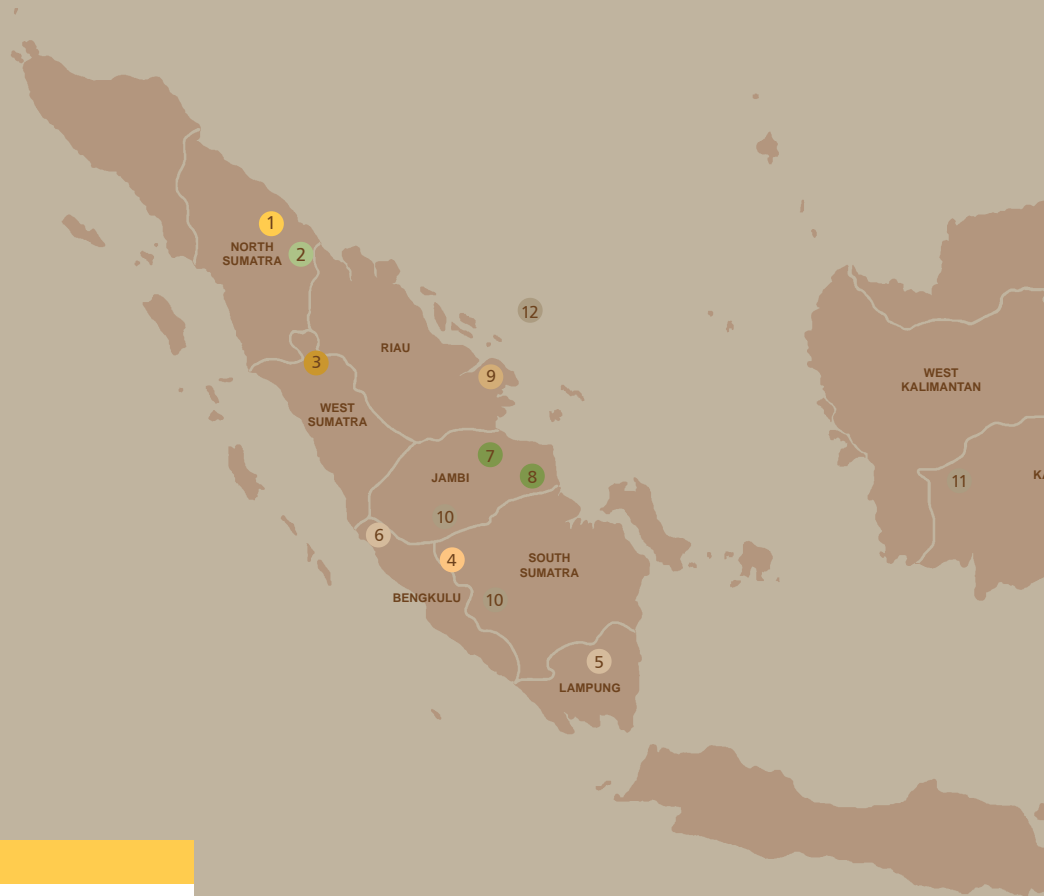 1
NORTH
SUMATRA
2
12
RIAU
3
9
WEST
KALIMANTAN
WEST
SUMATRA
7
JAMBI
8
11
KA
10
6
4
SOUTH
SUMATRA
BENGKULU
10
5
LAMPUNG